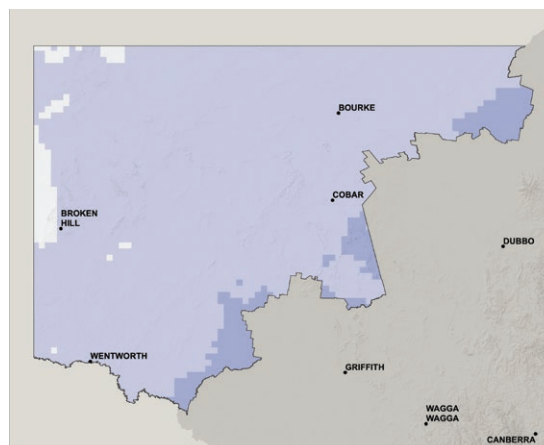 BOURKE
COBAR
BROKEN
HILL
DUBBO
WENTWORTH
GRIFFITH
WAGGA
WAGGA
CANBERRA